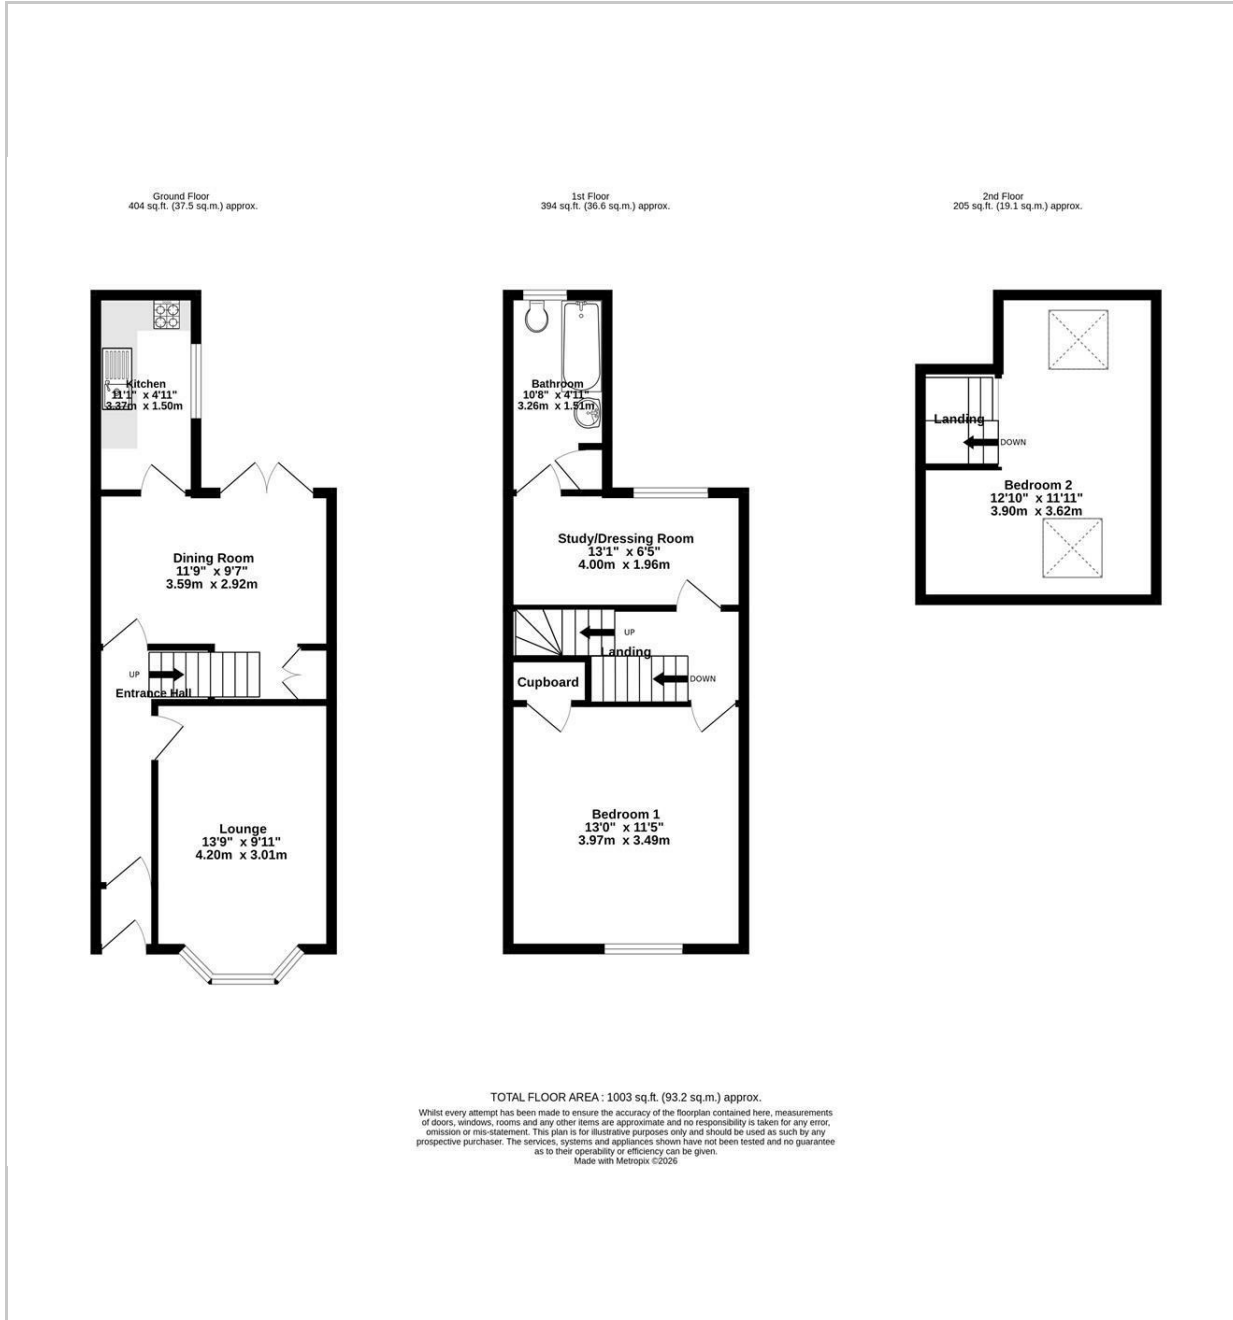 Ground Floor
404 sq.ft. (37.5 sq.m.) approx.
1st Floor
394 sq.ft. (36.6 sq.m.) approx.
2nd Floor
205 sq.ft. (19.1 sq.m.) approx.
Kitchen
11'1" x 4'11"
3.37m x 1.50m
Dining Room
11'9" x 9'7"
3.59m x 2.92m
UP
Entrance Hall
Lounge
13'9" x 9'11"
4.20m x 3.01m
Bathroom
10'8" x 4'11"
3.26m x 1.51m
Study/Dressing Room
13'1" x 6'5"
4.00m x 1.96m
UP
Landing
Cupboard
DOWN
Bedroom 1
13'0" x 11'5"
3.97m x 3.49m
Landing
DOWN
Bedroom 2
12'10" x 11'11"
3.90m x 3.62m
TOTAL FLOOR AREA : 1003 sq.ft. (93.2 sq.m.) approx.
Whilst every attempt has been made to ensure the accuracy of the floorplan contained here, measurements
of doors, windows, rooms and any other items are approximate and no responsibility is taken for any error,
omission or mis-statement. This plan is for illustrative purposes only and should be used as such by any
prospective purchaser. The services, systems and appliances shown have not been tested and no guarantee
as to their operability or efficiency can be given.
Made with Metropix ©2026